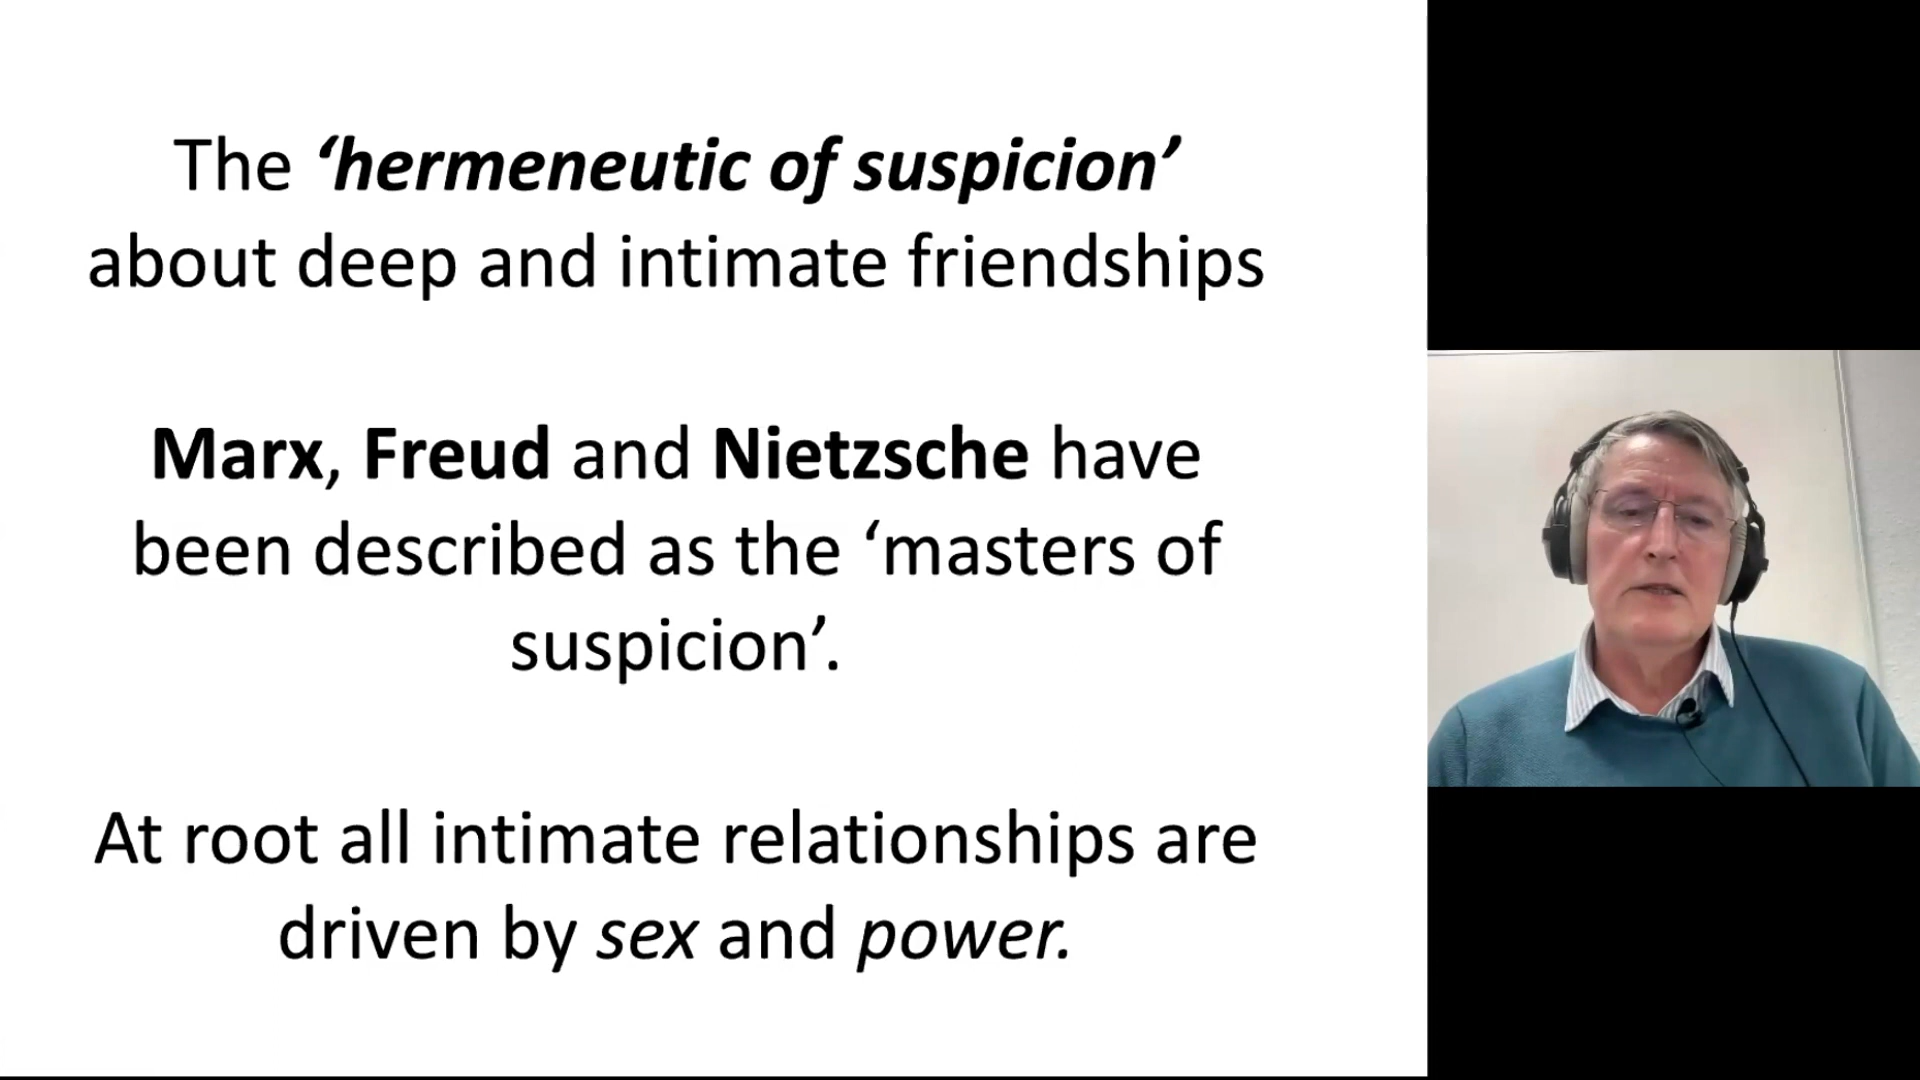 The ‘hermeneutic of suspicion’
about deep and intimate friendships
Marx, Freud and Nietzsche have
been described as the ‘masters of
suspicion’.
At root all intimate relationships are
driven by sex and power.